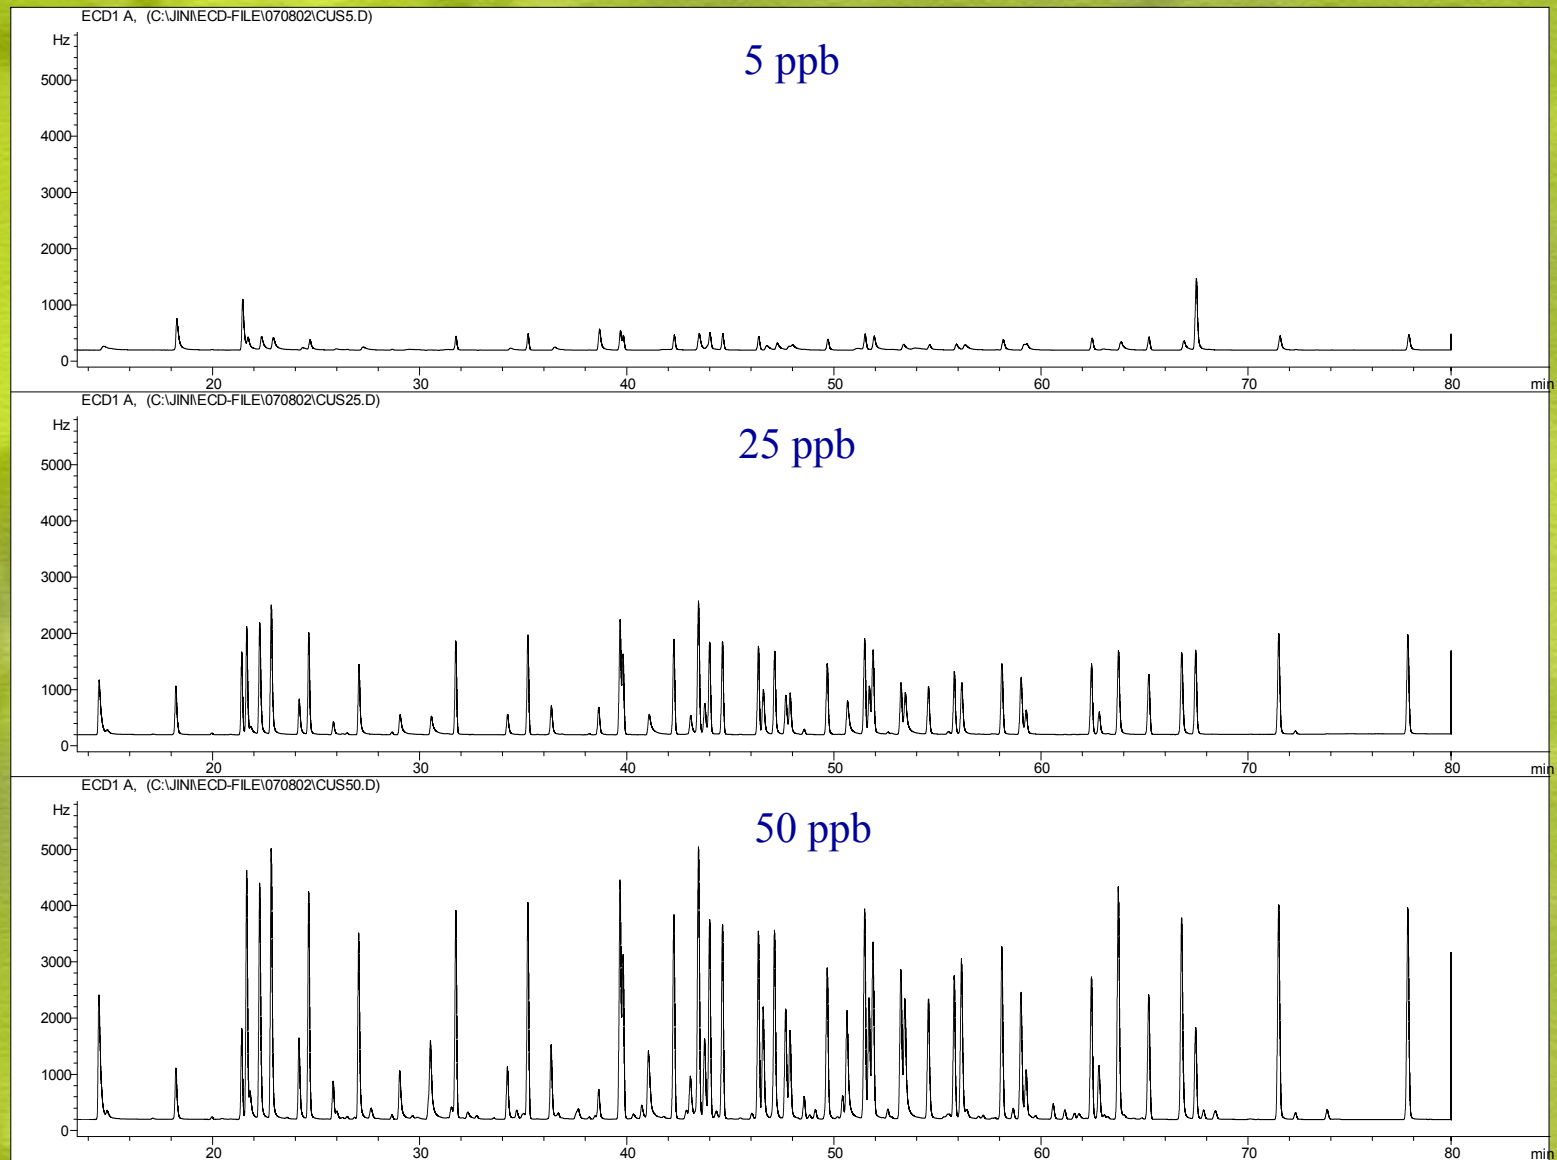 ECD1 A, (C:\JINI\ECD-FILE\070802\CUS5.D)
Hz
5 ppb
5000
4000
3000
2000
1000
0
20 30 40 50 60 70 80 min
ECD1 A, (C:\JINI\ECD-FILE\070802\CUS25.D)
Hz
25 ppb
5000
4000
3000
2000
1000
0
20 30 40 50 60 70 80 min
ECD1 A, (C:\JINI\ECD-FILE\070802\CUS50.D)
Hz
50 ppb
5000
4000
3000
2000
1000
0
20 30 40 50 60 70 80 min